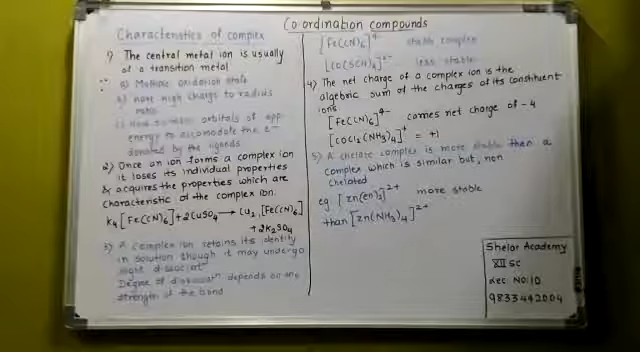 Co-ordination compounds
Characteristics of complex
1) The central metal ion is usually
of a transition metal
∵ a) Multiple oxidation state
b) have high charge to radius
ratio
c) have orbitals of app
energy to accomodate the e-
donated by the ligands
2) Once an ion forms a complex ion
it loses its individual properties
& acquires the properties which are
characteristic of the complex ion.
K4[Fe(CN)6]+2CuSO4 → Cu2[Fe(CN)6]
+2K2SO4
3) A complex ion retains its identity
in solution though it may undergo
slight dissociat
Degree of depends on the
strength of the bond
[Fe(CN)6]4- stable complex
[CO(SCN)4]2- less stable
4) The net charge of a complex ion is the
algebric sum of the charges of its constituent
ions
[Fe(CN)6]4- carries net charge of -4
[COCl2(NH3)4]+ = +1
5) A chelate complex is more stable than a
complex which is similar but, non
chelated
eg [Zn(en)2]2+ more stable
than [Zn(NH3)4]2+
Shelar Academy
XII SC
Lec NO:10
9833442004